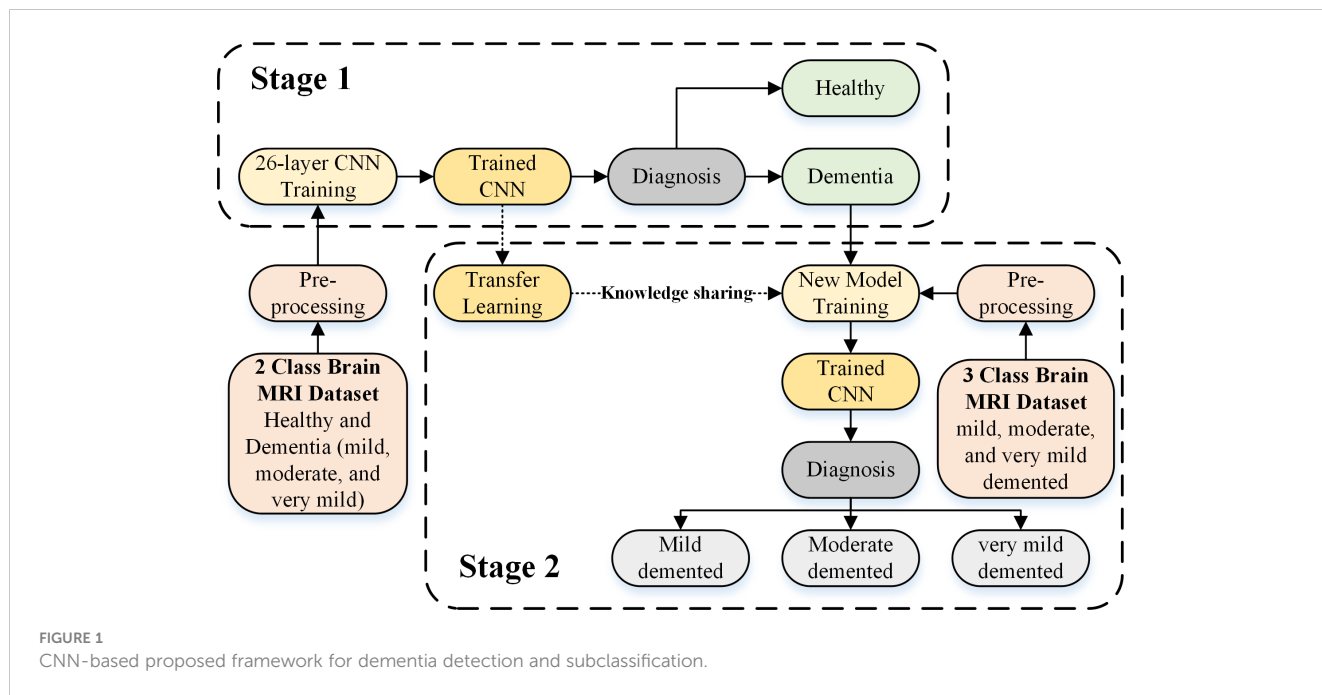 Stage 1
Healthy
26-layer CNN
Training
Trained
CNN
Diagnosis
Dementia
Pre-
processing
2 Class Brain
MRI Dataset
Healthy and
Dementia (mild,
moderate, and
very mild)
Transfer
Learning
Knowledge sharing
New Model
Training
Pre-
processing
3 Class Brain
MRI Dataset
mild, moderate,
and very mild
demented
Trained
CNN
Diagnosis
Mild
demented
Moderate
demented
very mild
demented
Stage 2
FIGURE 1
CNN-based proposed framework for dementia detection and subclassification.